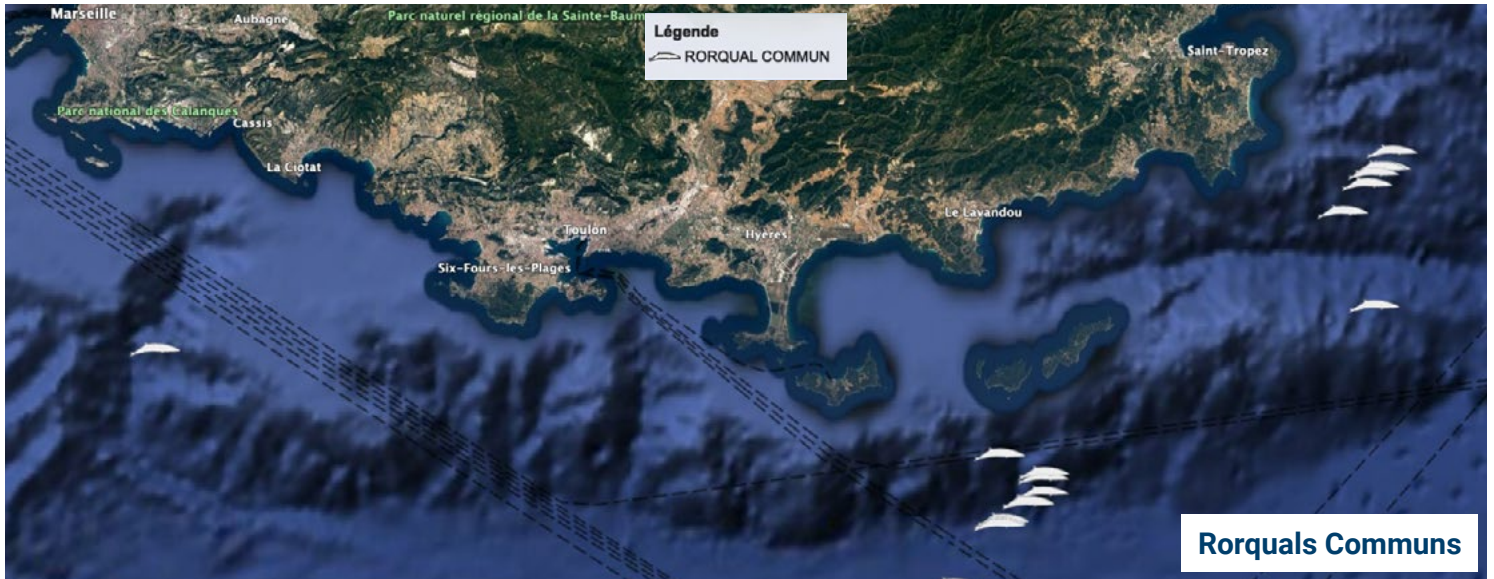 Marseille
Aubagne
Parc naturel régional de la Sainte-Baum
Légende
RORQUAL COMMUN
Saint-Tropez
Parc national des Calanques
Cassis
La Ciotat
Le Lavandou
Toulon
Hyères
Six-Fours-les-Plages
Rorquals Communs